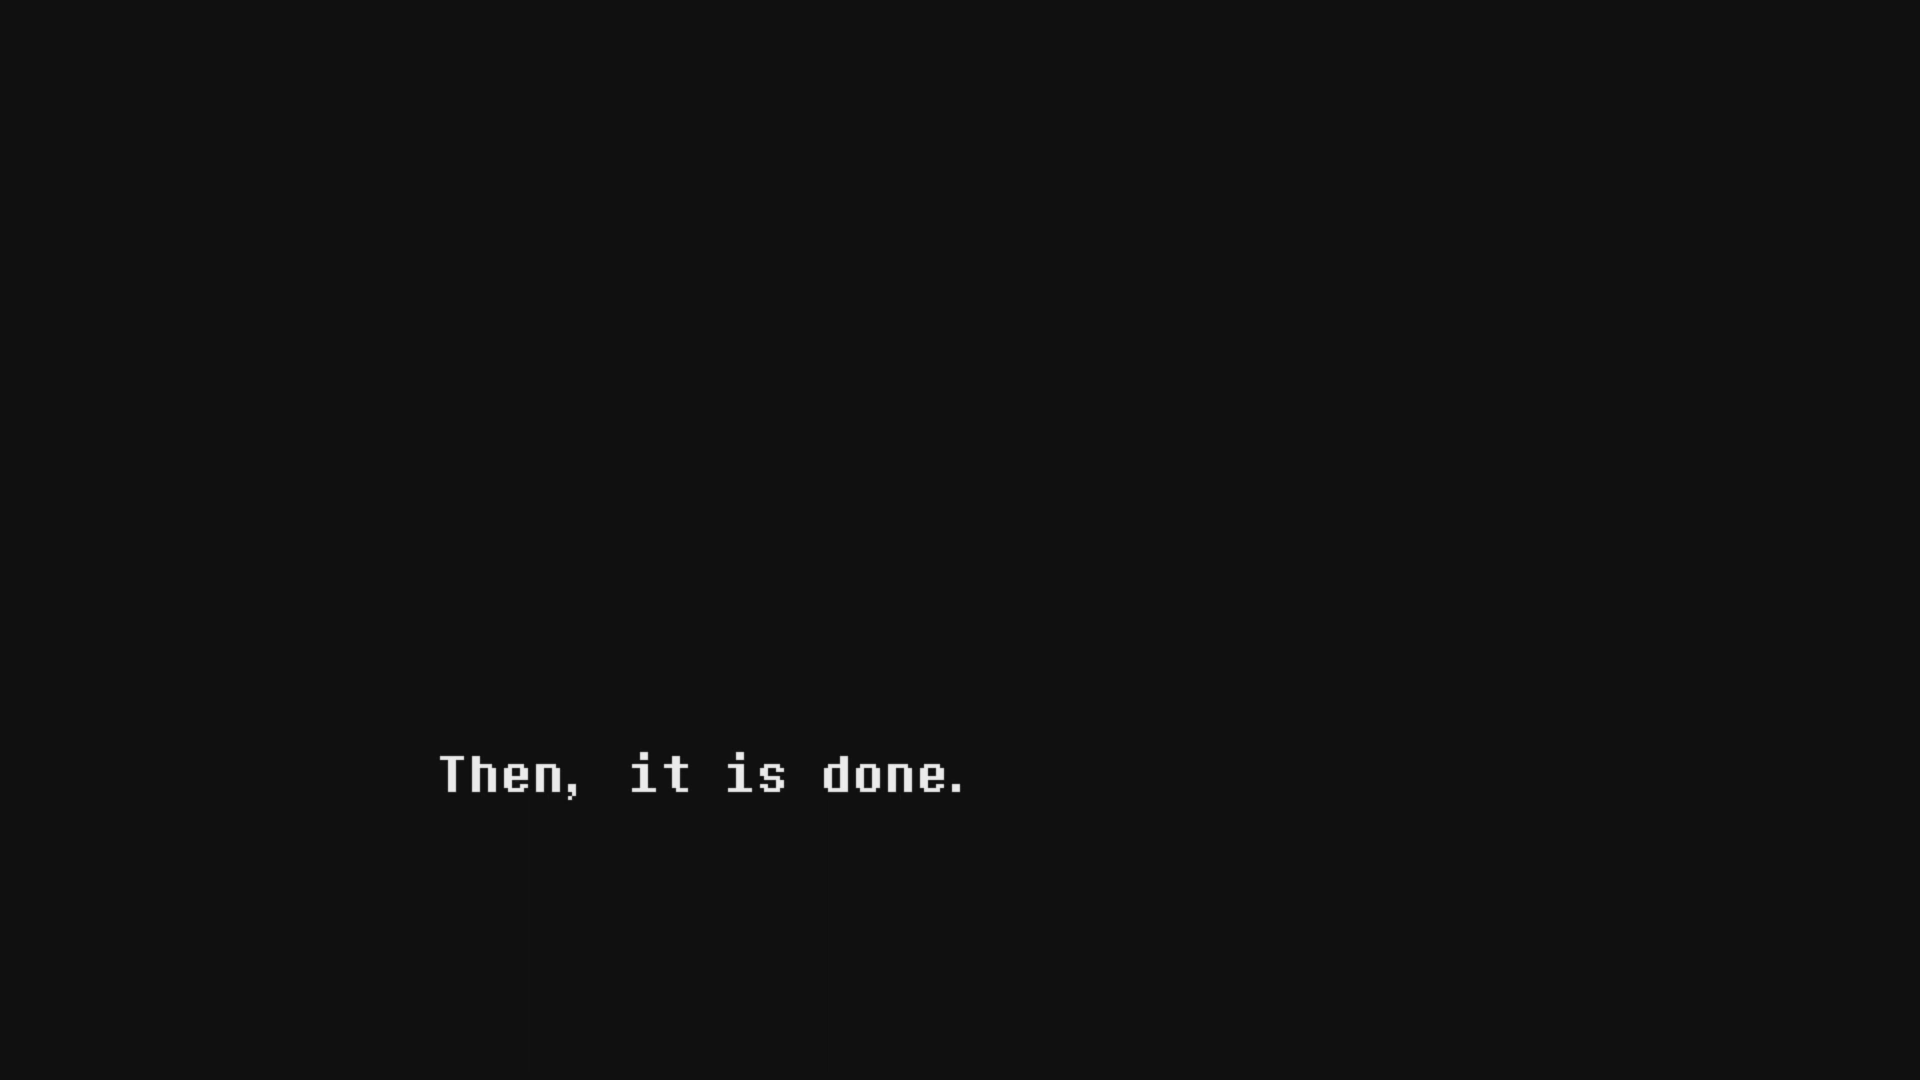 Then, it is done.